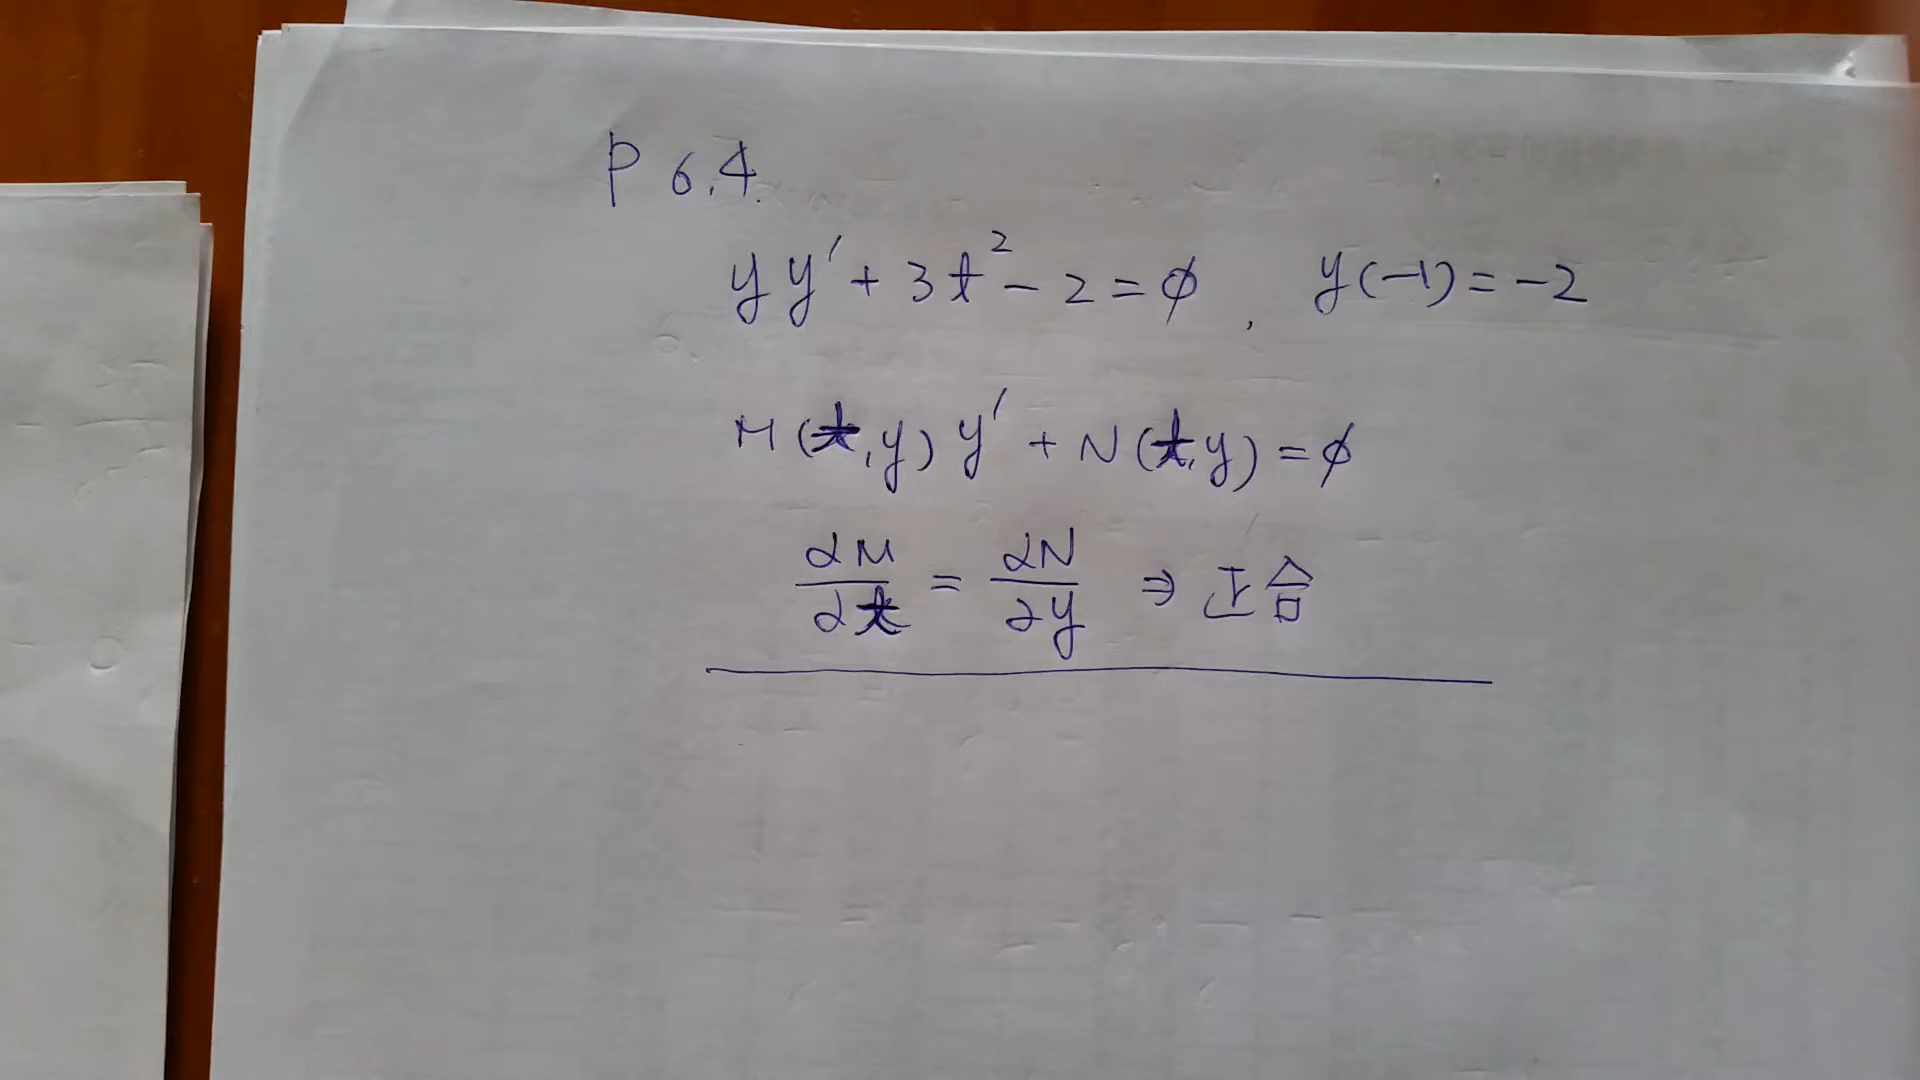 P 6.4.
yy′ + 3t² - 2 = ϕ , y(-1) = -2
M(t,y) y′ + N(t,y) = ϕ
∂M/∂t = ∂N/∂y ⇒ 正合